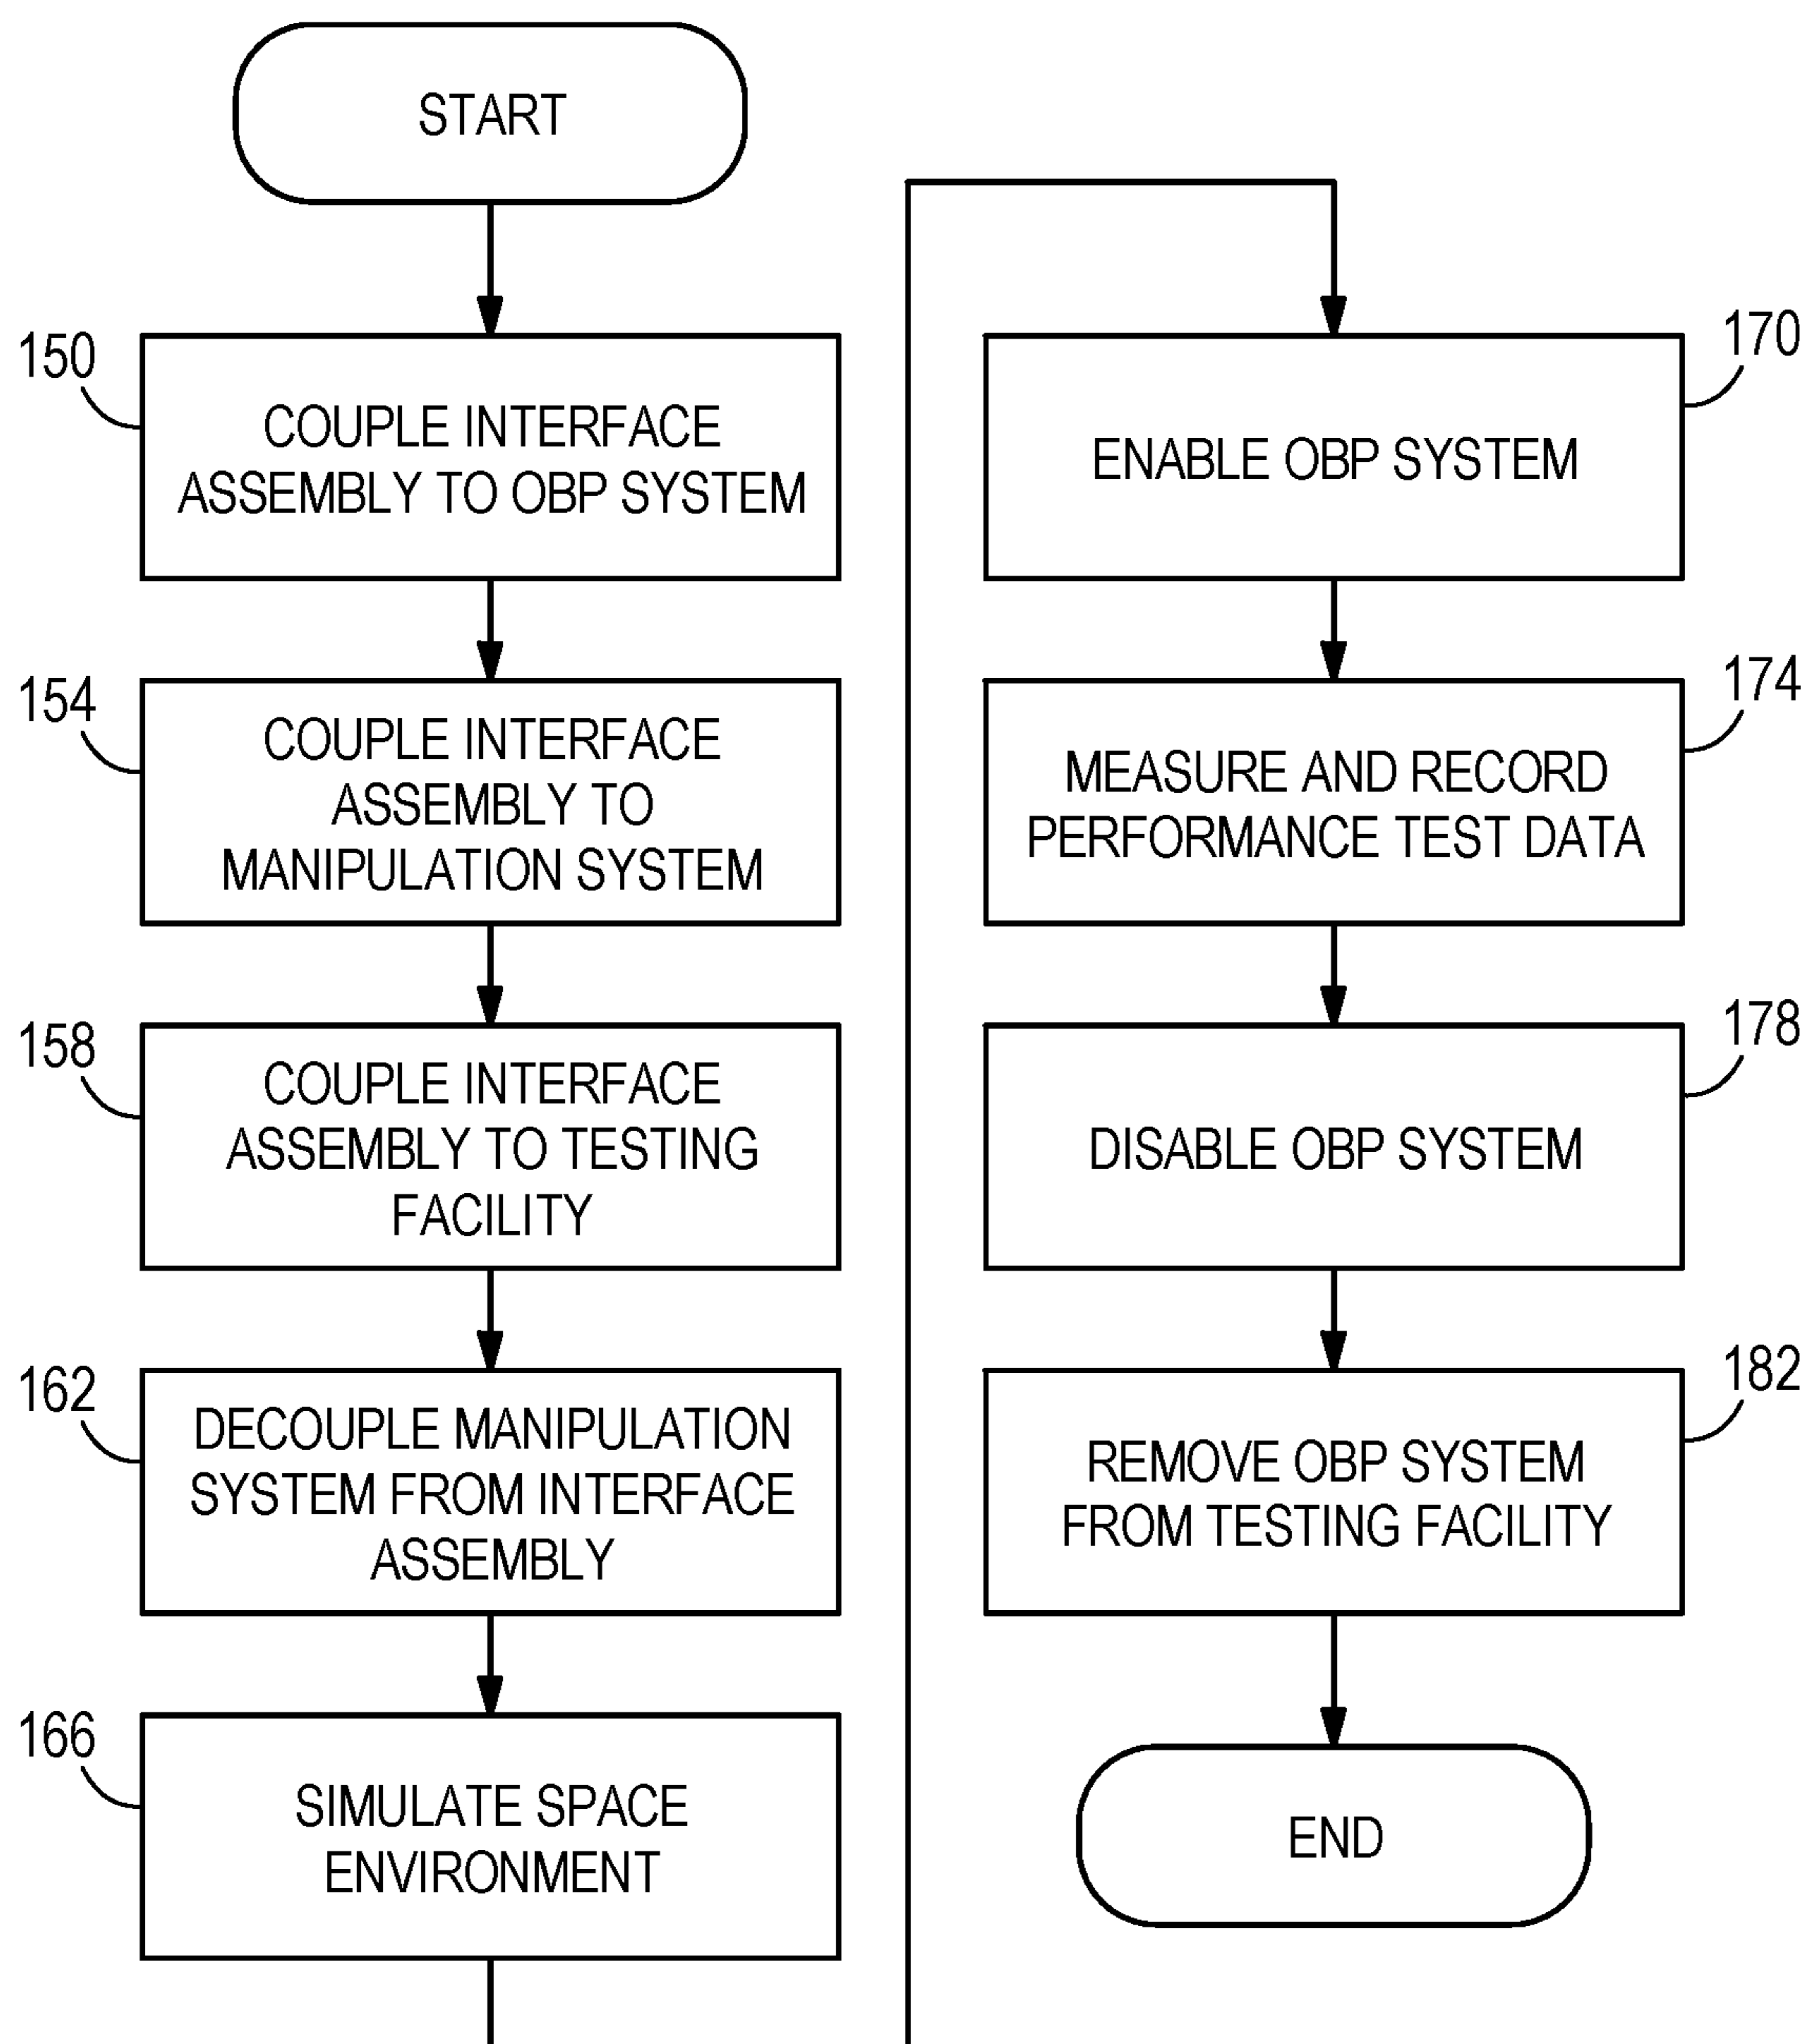 START
150
COUPLE INTERFACE
ASSEMBLY TO OBP SYSTEM
154
COUPLE INTERFACE
ASSEMBLY TO
MANIPULATION SYSTEM
158
COUPLE INTERFACE
ASSEMBLY TO TESTING
FACILITY
162
DECOUPLE MANIPULATION
SYSTEM FROM INTERFACE
ASSEMBLY
166
SIMULATE SPACE
ENVIRONMENT
170
ENABLE OBP SYSTEM
174
MEASURE AND RECORD
PERFORMANCE TEST DATA
178
DISABLE OBP SYSTEM
182
REMOVE OBP SYSTEM
FROM TESTING FACILITY
END